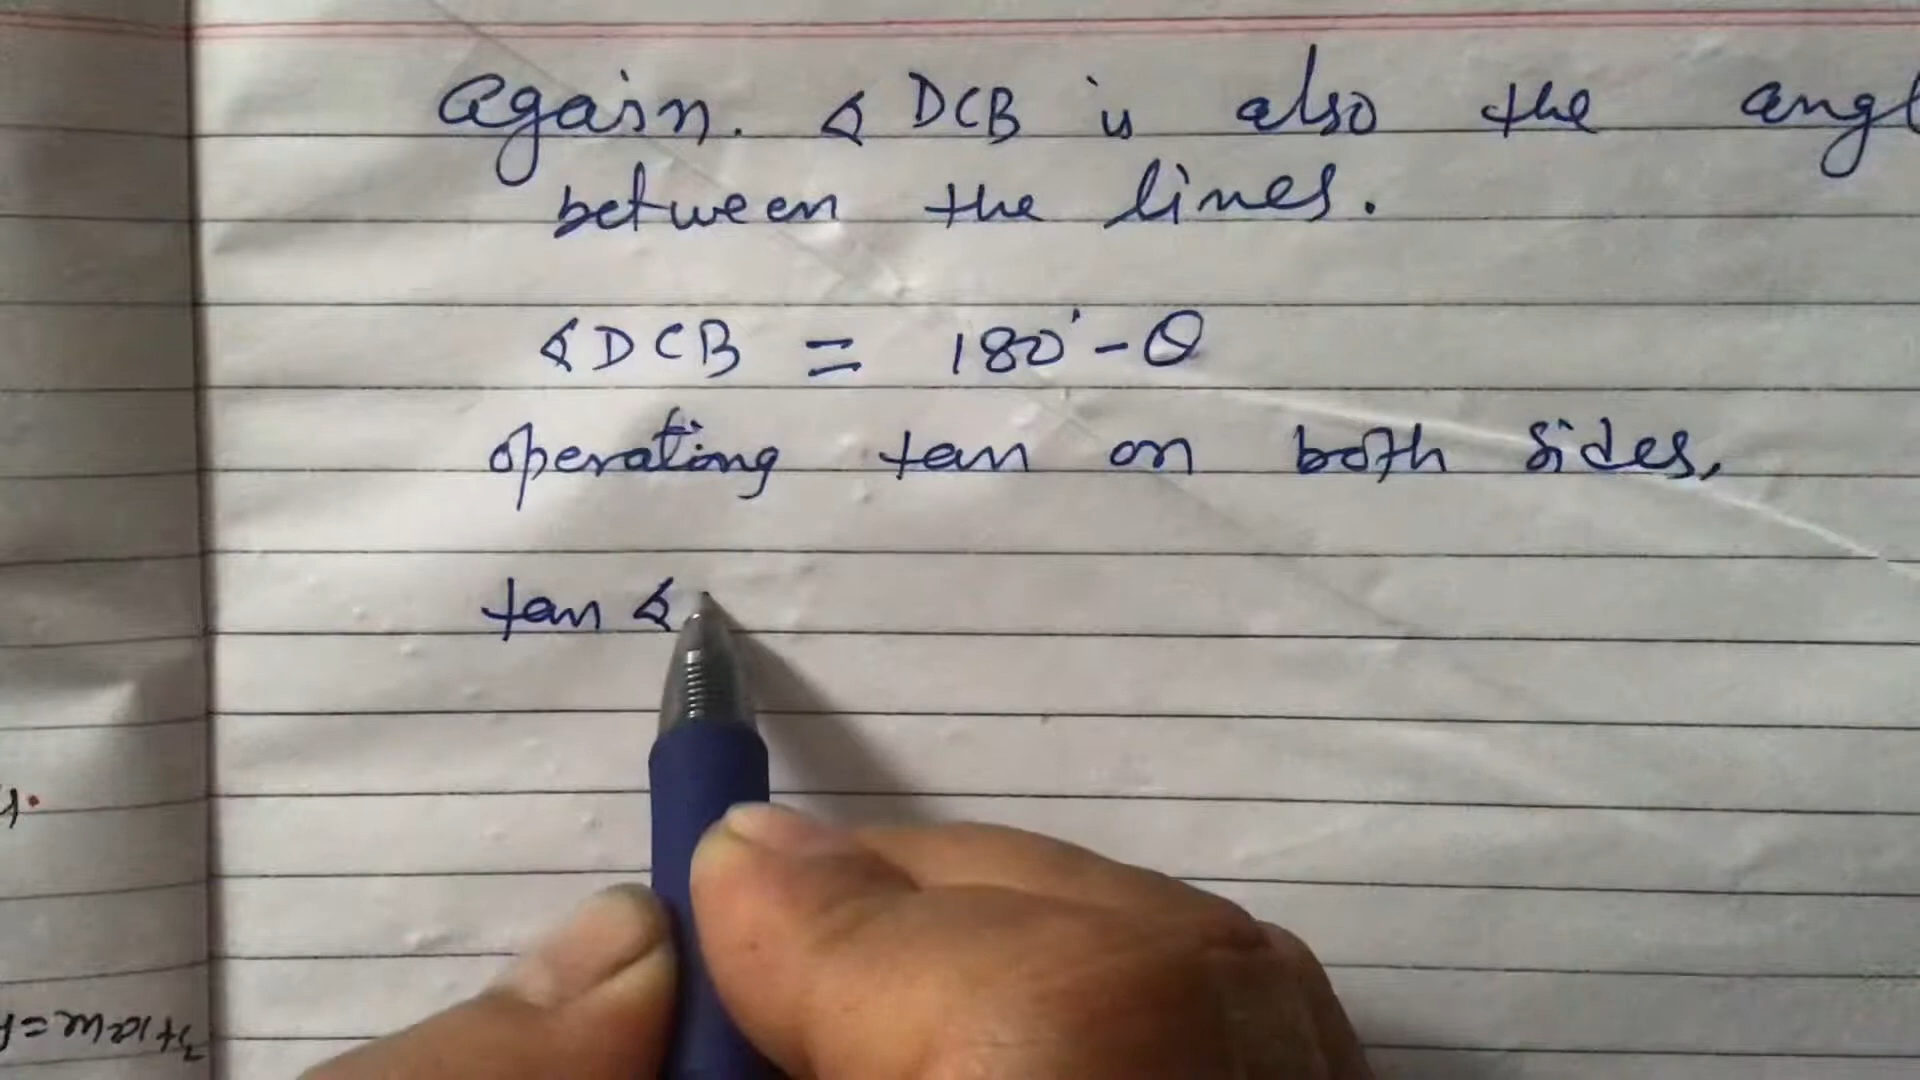 Again. ∡ DCB is also the angl
between the lines.
∡DCB = 180° - θ
operating tan on both sides,
tan ∡